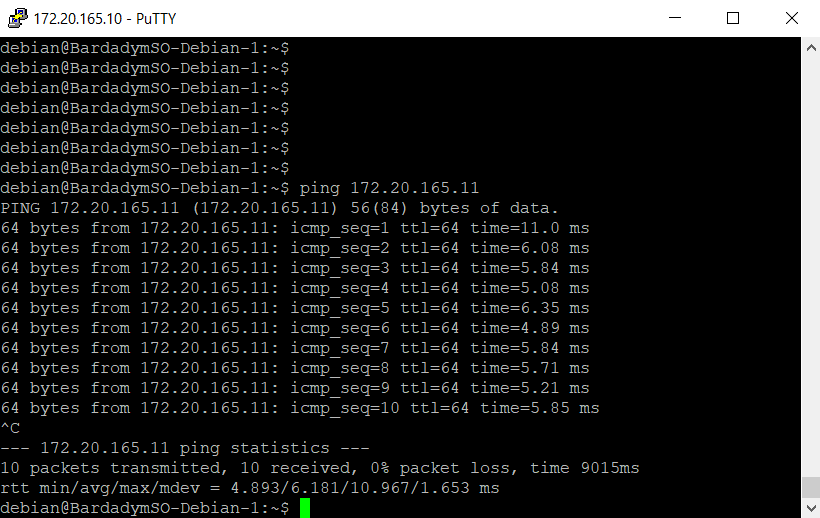 172.20.165.10 - PuTTY
debian@BardadymSO-Debian-1:~$
debian@BardadymSO-Debian-1:~$
debian@BardadymSO-Debian-1:~$
debian@BardadymSO-Debian-1:~$
debian@BardadymSO-Debian-1:~$
debian@BardadymSO-Debian-1:~$
debian@BardadymSO-Debian-1:~$
debian@BardadymSO-Debian-1:~$ ping 172.20.165.11
PING 172.20.165.11 (172.20.165.11) 56(84) bytes of data.
64 bytes from 172.20.165.11: icmp_seq=1 ttl=64 time=11.0 ms
64 bytes from 172.20.165.11: icmp_seq=2 ttl=64 time=6.08 ms
64 bytes from 172.20.165.11: icmp_seq=3 ttl=64 time=5.84 ms
64 bytes from 172.20.165.11: icmp_seq=4 ttl=64 time=5.08 ms
64 bytes from 172.20.165.11: icmp_seq=5 ttl=64 time=6.35 ms
64 bytes from 172.20.165.11: icmp_seq=6 ttl=64 time=4.89 ms
64 bytes from 172.20.165.11: icmp_seq=7 ttl=64 time=5.84 ms
64 bytes from 172.20.165.11: icmp_seq=8 ttl=64 time=5.71 ms
64 bytes from 172.20.165.11: icmp_seq=9 ttl=64 time=5.21 ms
64 bytes from 172.20.165.11: icmp_seq=10 ttl=64 time=5.85 ms
^C
--- 172.20.165.11 ping statistics ---
10 packets transmitted, 10 received, 0% packet loss, time 9015ms
rtt min/avg/max/mdev = 4.893/6.181/10.967/1.653 ms
debian@BardadymSO-Debian-1:~$